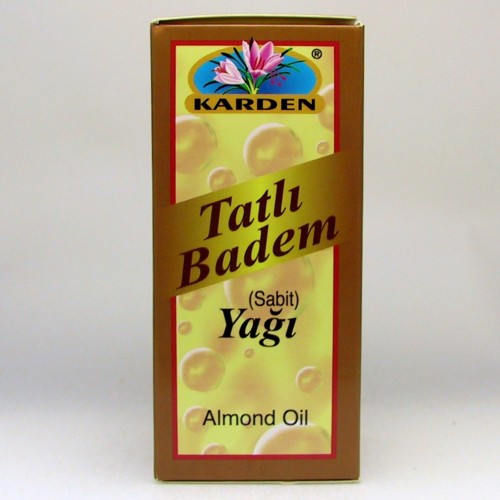 ®
KARDEN
Tatlı
Badem
(Sabit)
Yağı
Almond Oil